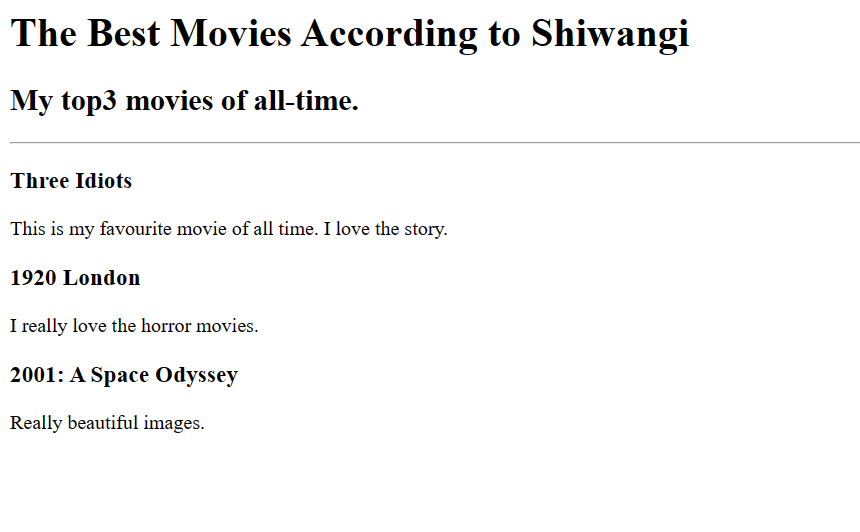 The Best Movies According to Shiwangi
My top3 movies of all-time.
Three Idiots
This is my favourite movie of all time. I love the story.
1920 London
I really love the horror movies.
2001: A Space Odyssey
Really beautiful images.